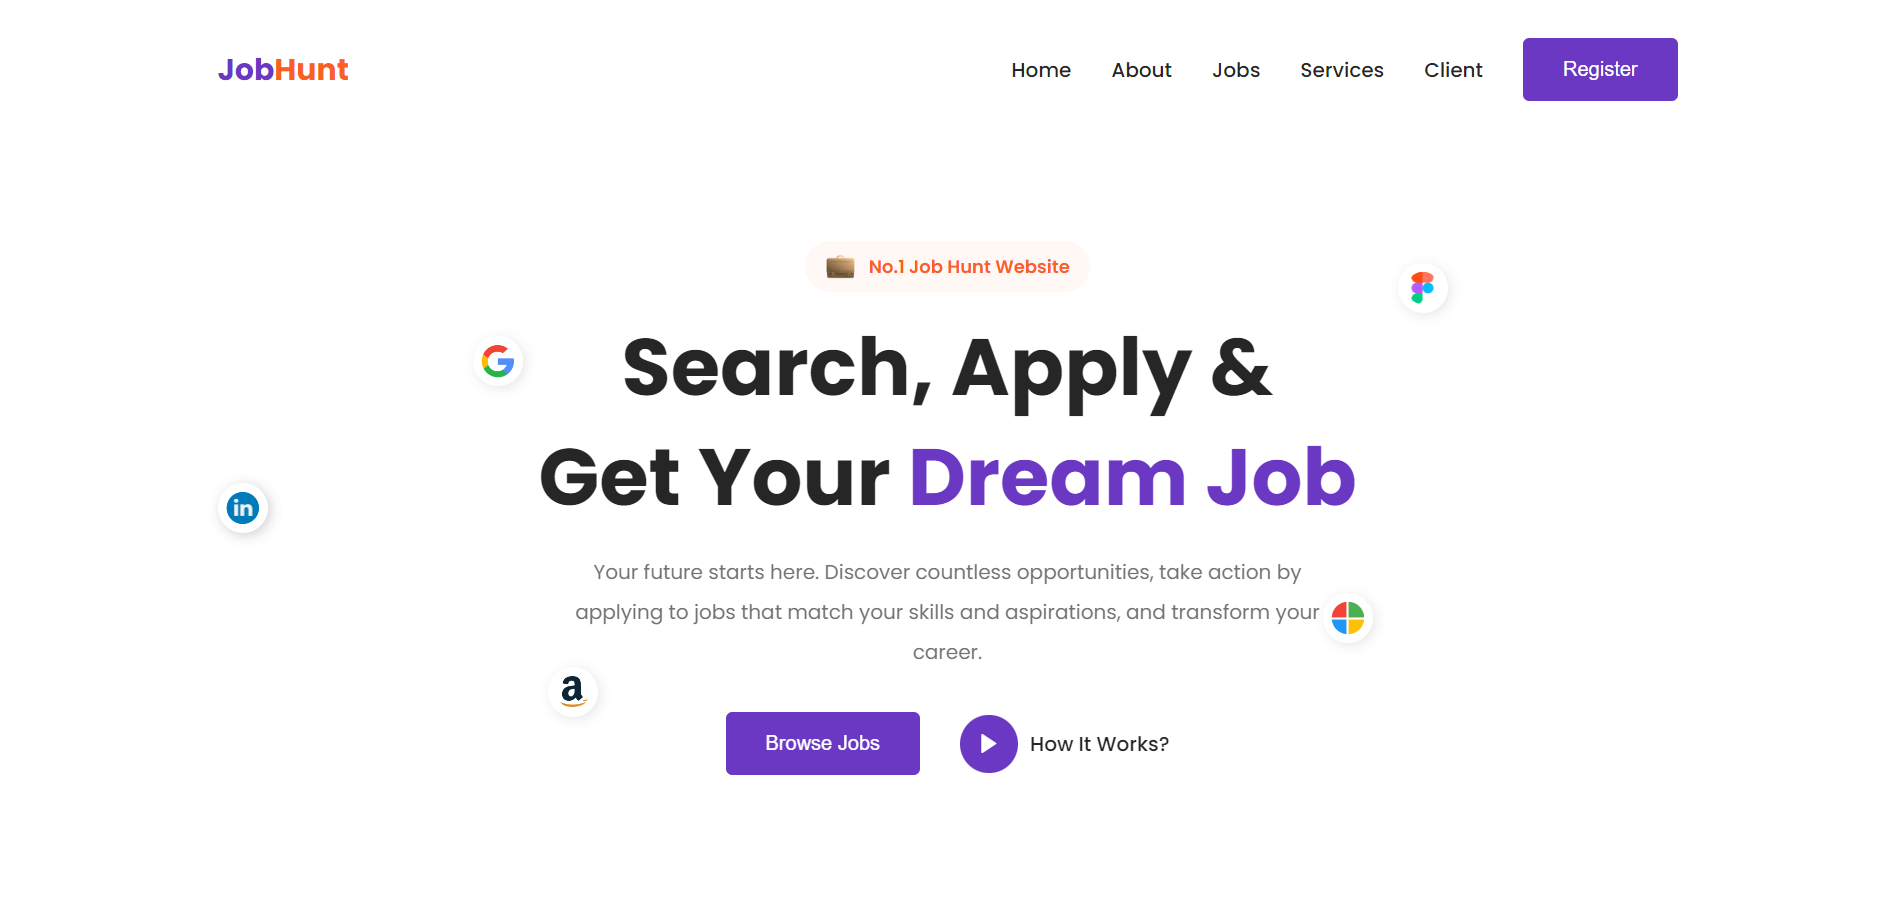 JobHunt
Home
About
Jobs
Services
Client
Register
No.1 Job Hunt Website
Search, Apply &
Get Your Dream Job
in
Your future starts here. Discover countless opportunities, take action by
applying to jobs that match your skills and aspirations, and transform your
career.
a
Browse Jobs
How It Works?